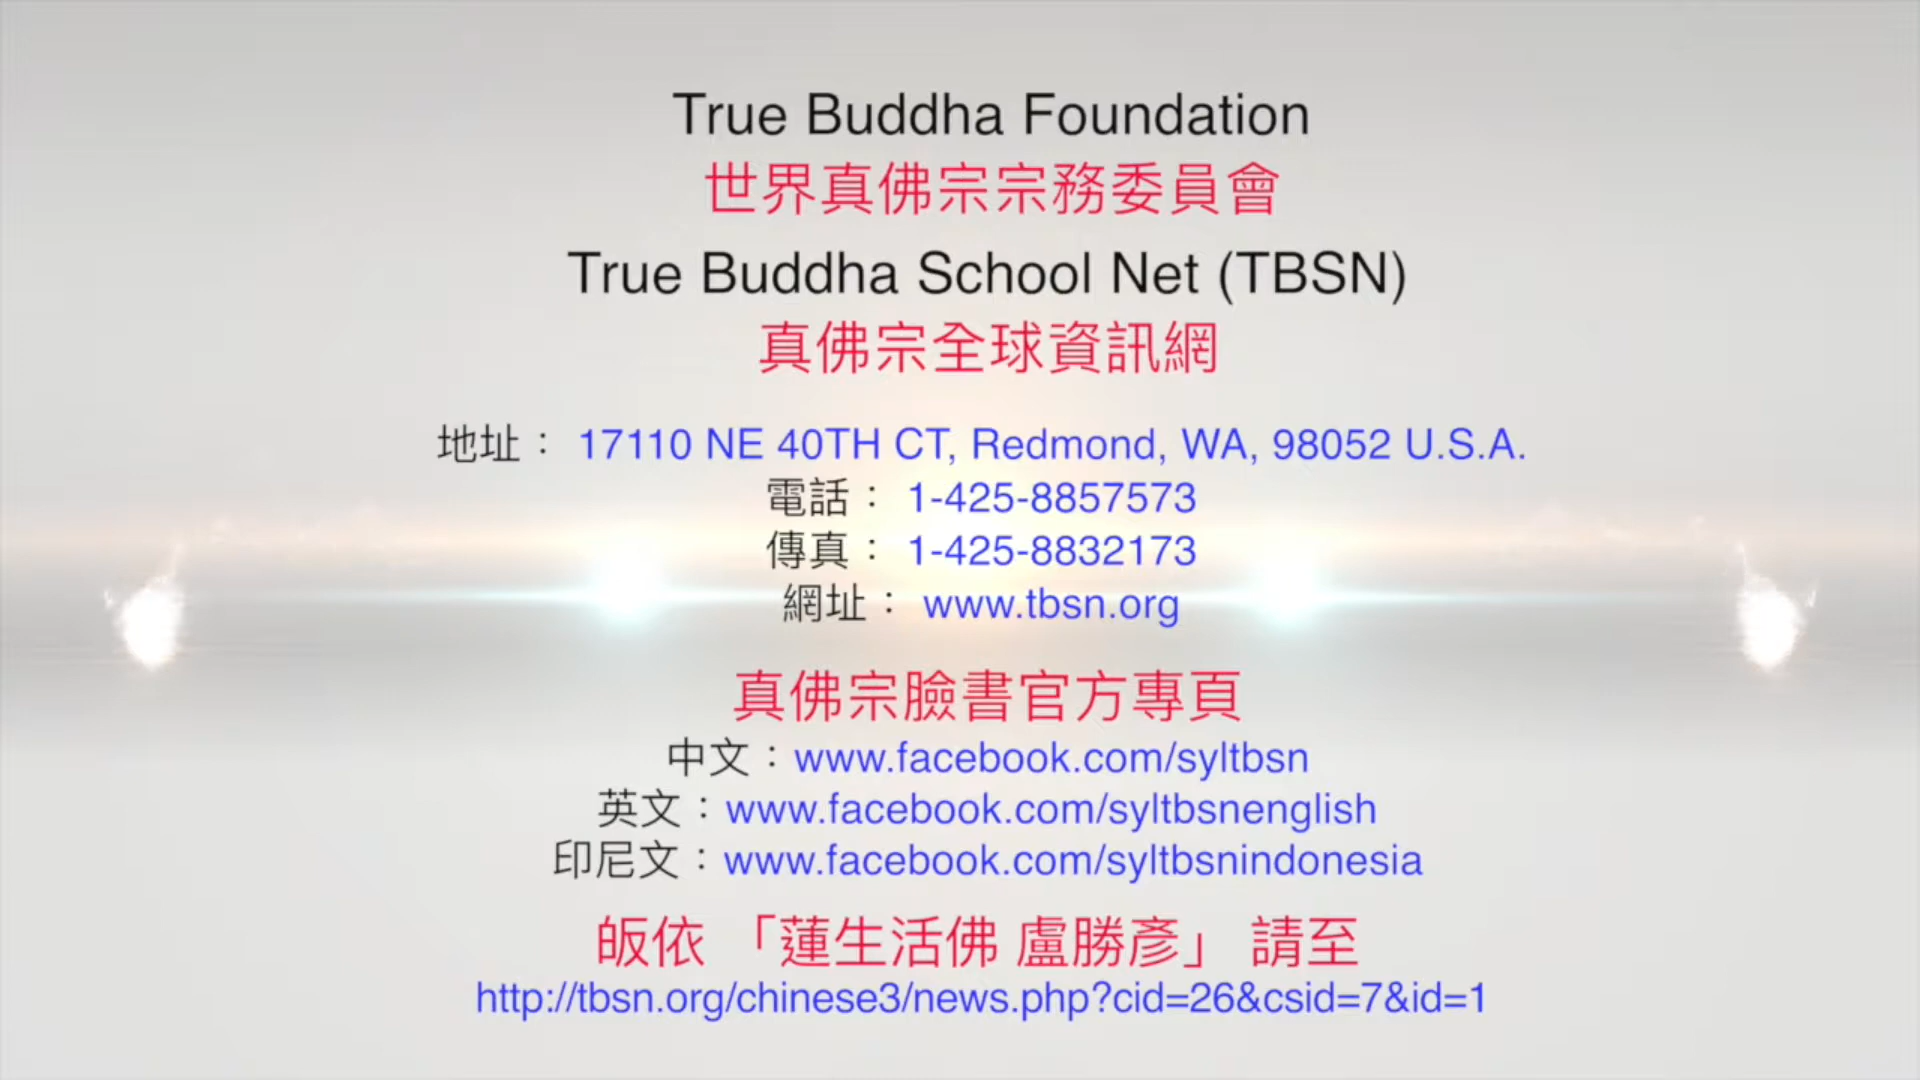 True Buddha Foundation
世界真佛宗宗務委員會
True Buddha School Net (TBSN)
真佛宗全球資訊網
地址： 17110 NE 40TH CT, Redmond, WA, 98052 U.S.A.
電話： 1-425-8857573
傳真： 1-425-8832173
網址： www.tbsn.org
真佛宗臉書官方專頁
中文：www.facebook.com/syltbsn
英文：www.facebook.com/syltbsnenglish
印尼文：www.facebook.com/syltbsnindonesia
皈依 「蓮生活佛 盧勝彥」 請至
http://tbsn.org/chinese3/news.php?cid=26&csid=7&id=1